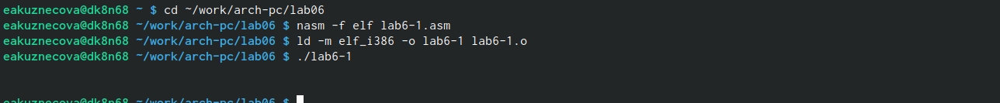 eakuznecova@dk8n68 ~ $ cd ~/work/arch-pc/lab06
eakuznecova@dk8n68 ~/work/arch-pc/lab06 $ nasm -f elf lab6-1.asm
eakuznecova@dk8n68 ~/work/arch-pc/lab06 $ ld -m elf_i386 -o lab6-1 lab6-1.o
eakuznecova@dk8n68 ~/work/arch-pc/lab06 $ ./lab6-1
eakuznecova@dk8n68 ~/work/arch-pc/lab06 $